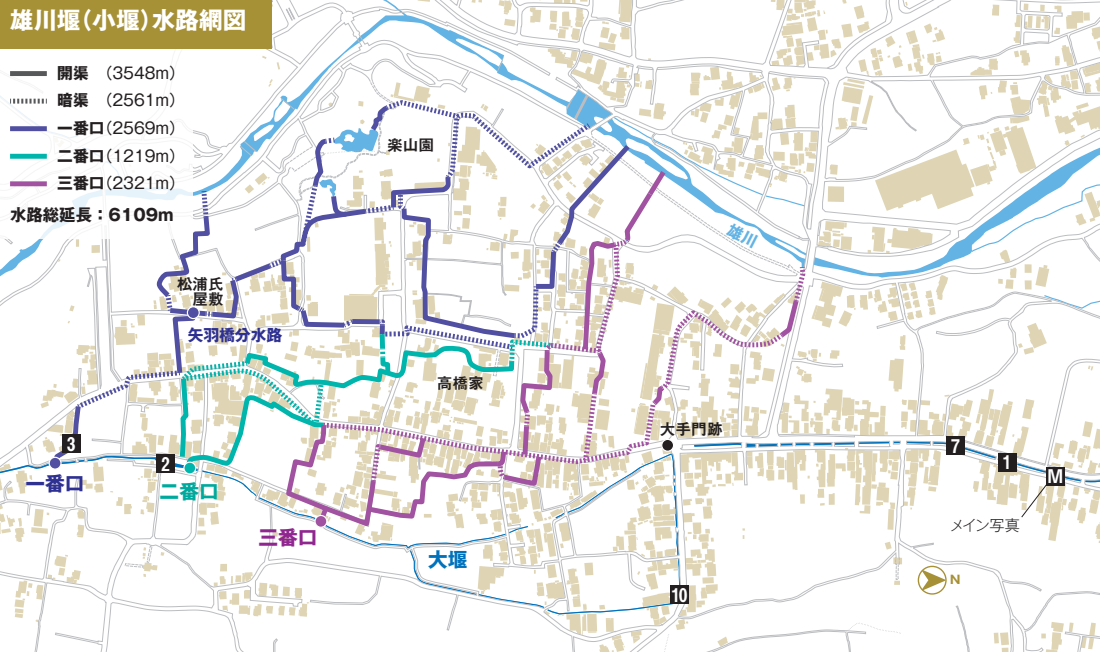 雄川堰(小堰)水路網図
開渠 (3548m)
暗渠 (2561m)
一番口(2569m)
二番口(1219m)
三番口(2321m)
水路総延長：6109m
楽山園
雄川
松浦氏
屋敷
矢羽橋分水路
高橋家
大手門跡
3
2
7
1
M
一番口
二番口
メイン写真
三番口
大堰
N
10